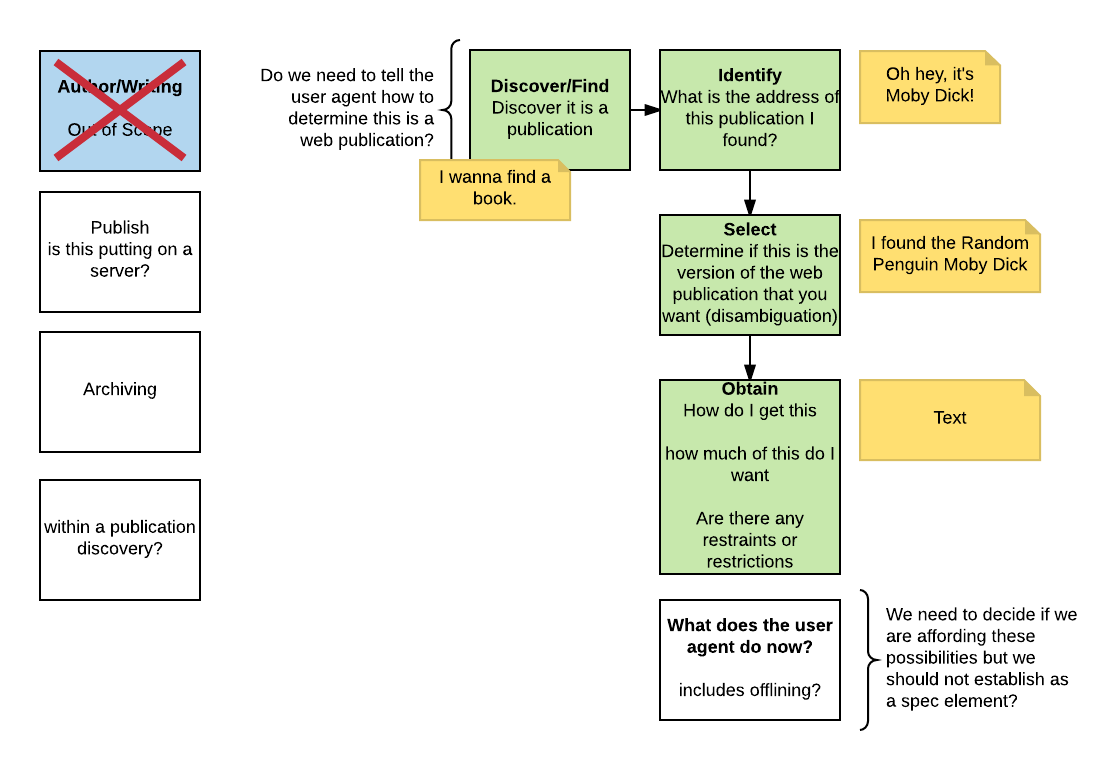 Author/Writing
Out of Scope
Publish
is this putting on a
server?
Archiving
within a publication
discovery?
Do we need to tell the
user agent how to
determine this is a
web publication?
Discover/Find
Discover it is a
publication
I wanna find a
book.
Identify
What is the address of
this publication I
found?
Oh hey, it's
Moby Dick!
Select
Determine if this is the
version of the web
publication that you
want (disambiguation)
I found the Random
Penguin Moby Dick
Obtain
How do I get this
how much of this do I
want
Are there any
restraints or
restrictions
Text
What does the user
agent do now?
includes offlining?
We need to decide if we
are affording these
possibilities but we
should not establish as
a spec element?